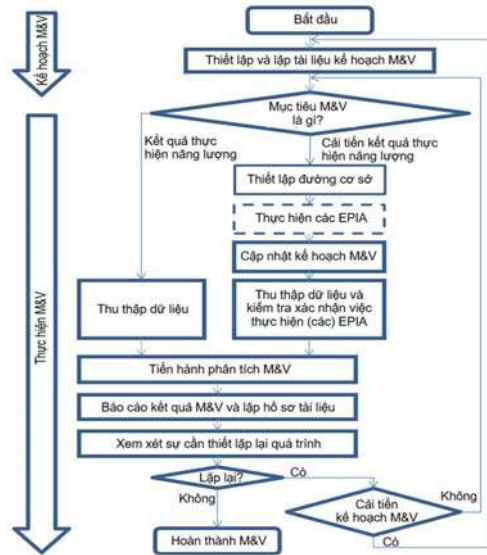 Bắt đầu
Kế hoạch M&V
Thiết lập và lập tài liệu kế hoạch M&V
Mục tiêu M&V
là gì?
Kết quả thực
hiện năng lượng
Cải tiến kết quả thực
hiện năng lượng
Thiết lập đường cơ sở
Thực hiện các EPIA
Cập nhật kế hoạch M&V
Thực hiện M&V
Thu thập dữ liệu
Thu thập dữ liệu và
kiểm tra xác nhận việc
thực hiện (các) EPIA
Tiến hành phân tích M&V
Báo cáo kết quả M&V và lập hồ sơ tài liệu
Xem xét sự cần thiết lập lại quá trình
Lặp lại?
Có
Không
Cải tiến
kế hoạch M&V
Không
Có
Hoàn thành M&V